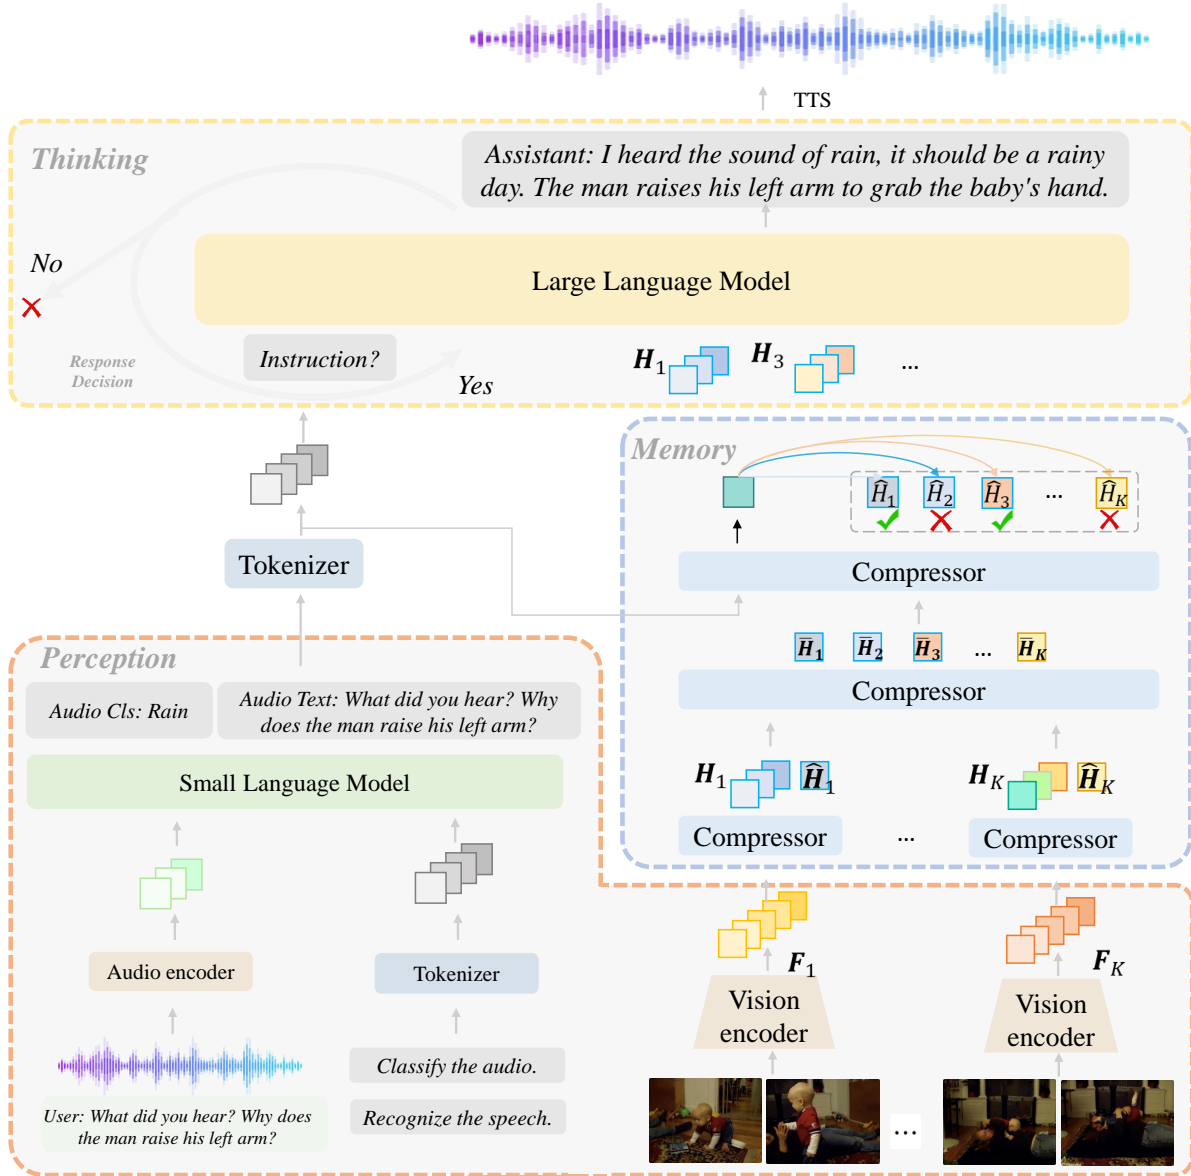 TTS
Thinking
Assistant: I heard the sound of rain, it should be a rainy
day. The man raises his left arm to grab the baby's hand.
No
Large Language Model
Response
Decision
Instruction?
Yes
H₁
H₃
...
Memory
Ĥ₁
Ĥ₂
Ĥ₃
...
Ĥ_K
Compressor
Tokenizer
H̄₁
H̄₂
H̄₃
...
H̄_K
Compressor
Perception
Audio Cls: Rain
Audio Text: What did you hear? Why
does the man raise his left arm?
Small Language Model
H₁
Ĥ₁
H_K
Ĥ_K
Compressor
...
Compressor
Audio encoder
Tokenizer
F₁
F_K
Vision
encoder
Vision
encoder
Classify the audio.
Recognize the speech.
User: What did you hear? Why does
the man raise his left arm?
...